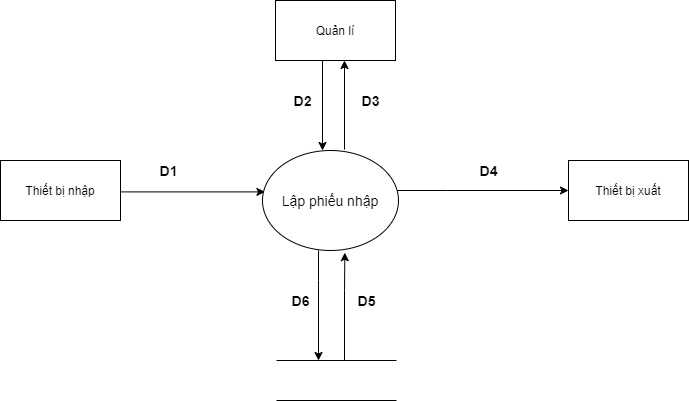 Quản lí
D2
D3
D1
D4
Thiết bị nhập
Lập phiếu nhập
Thiết bị xuất
D6
D5